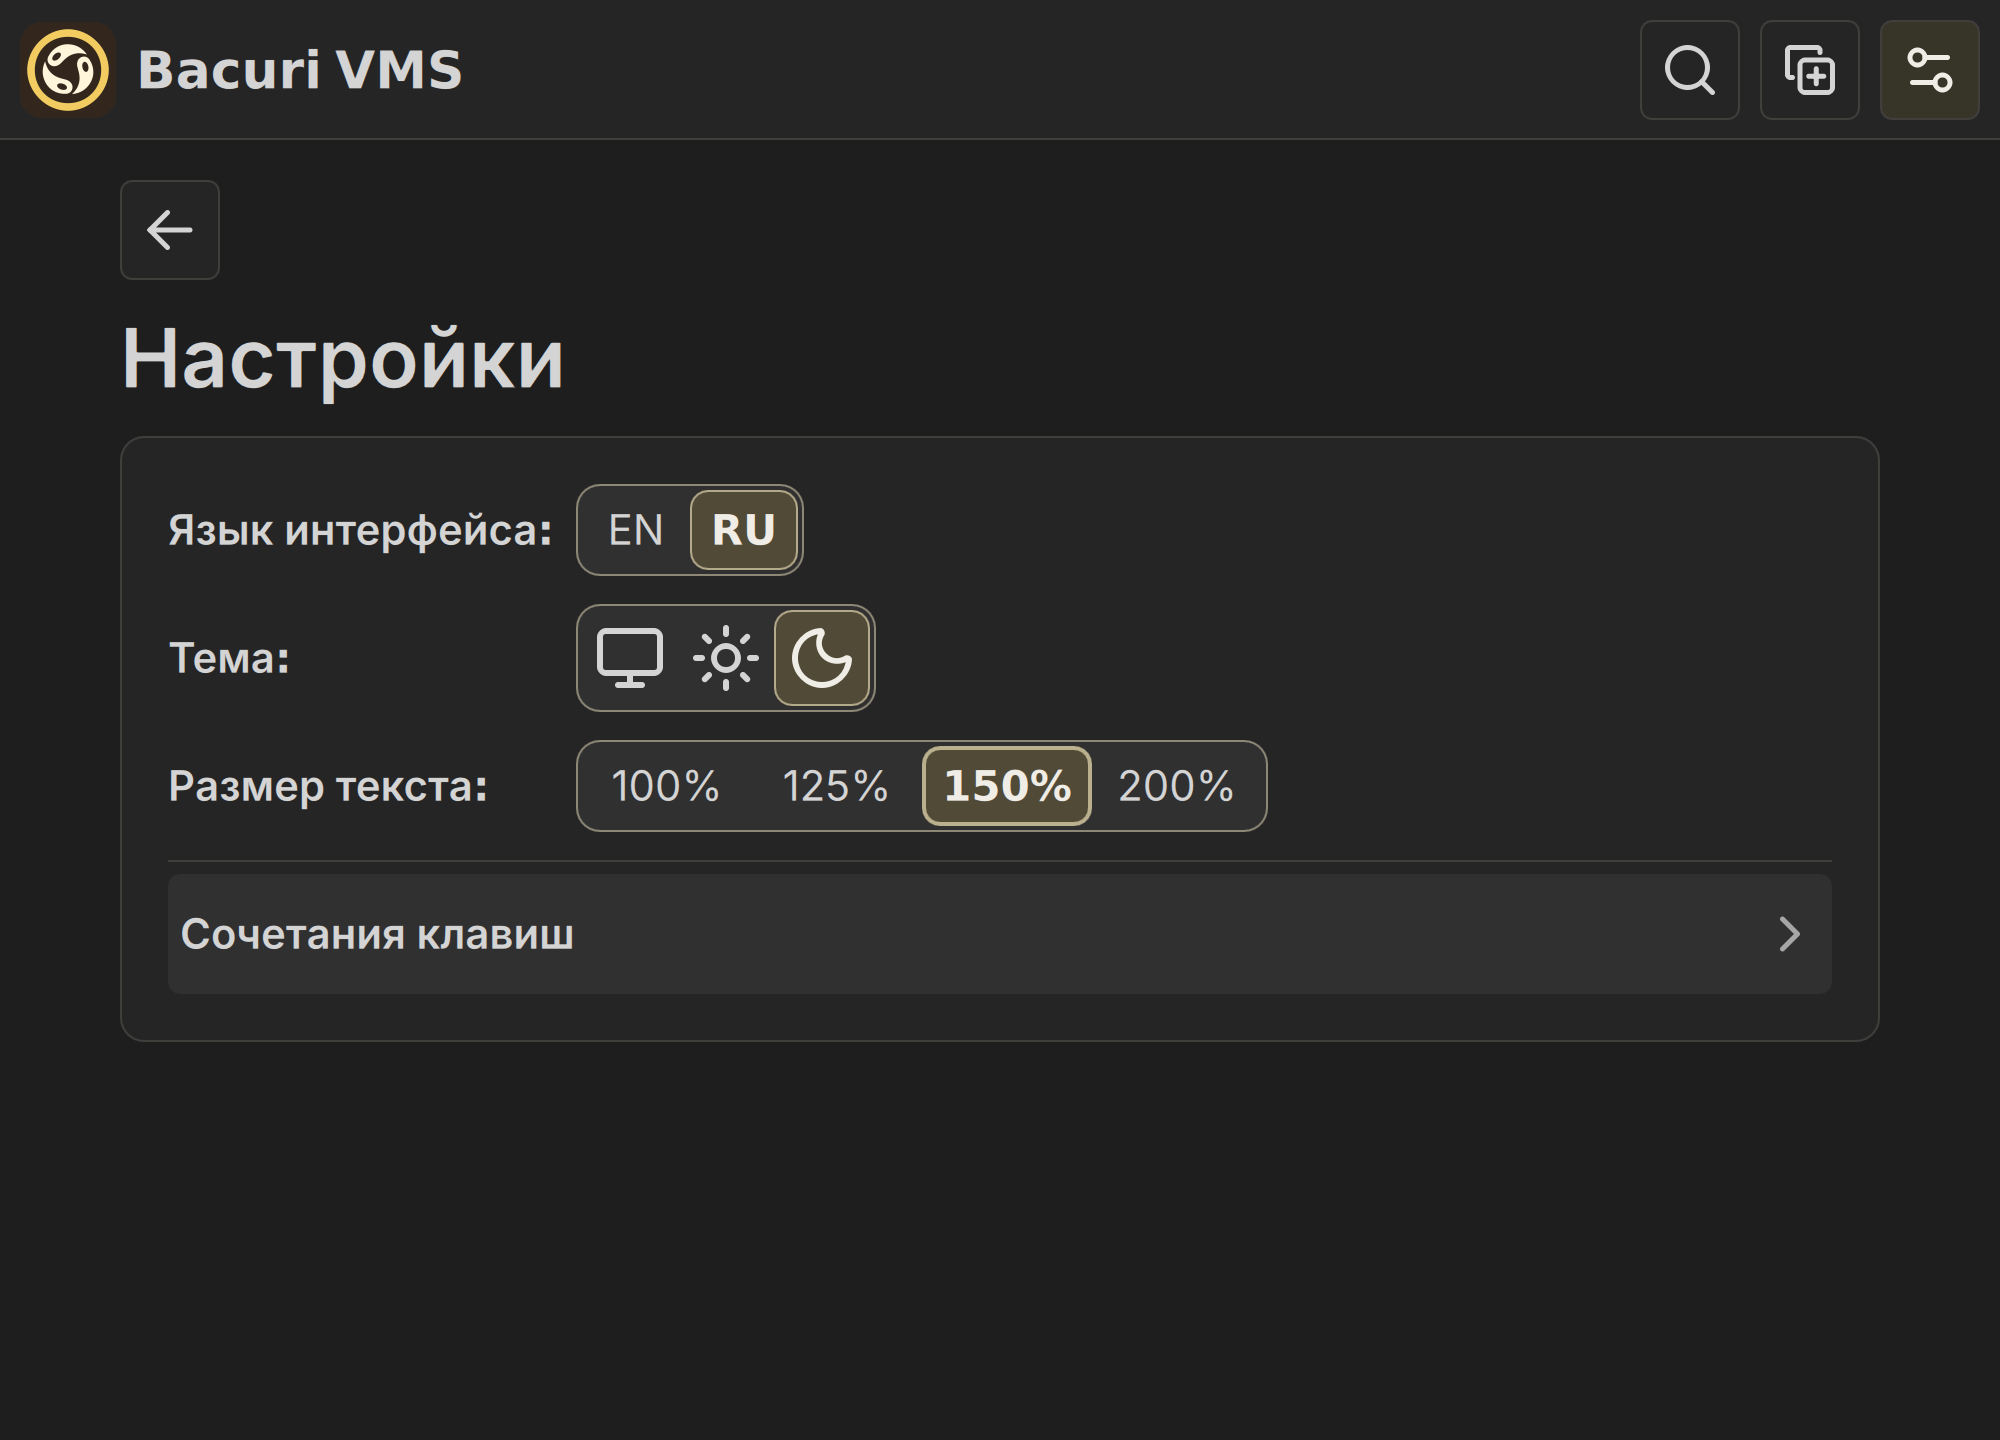 Bacuri VMS
Настройки
Язык интерфейса: EN RU
Тема:
Размер текста: 100% 125% 150% 200%
Сочетания клавиш